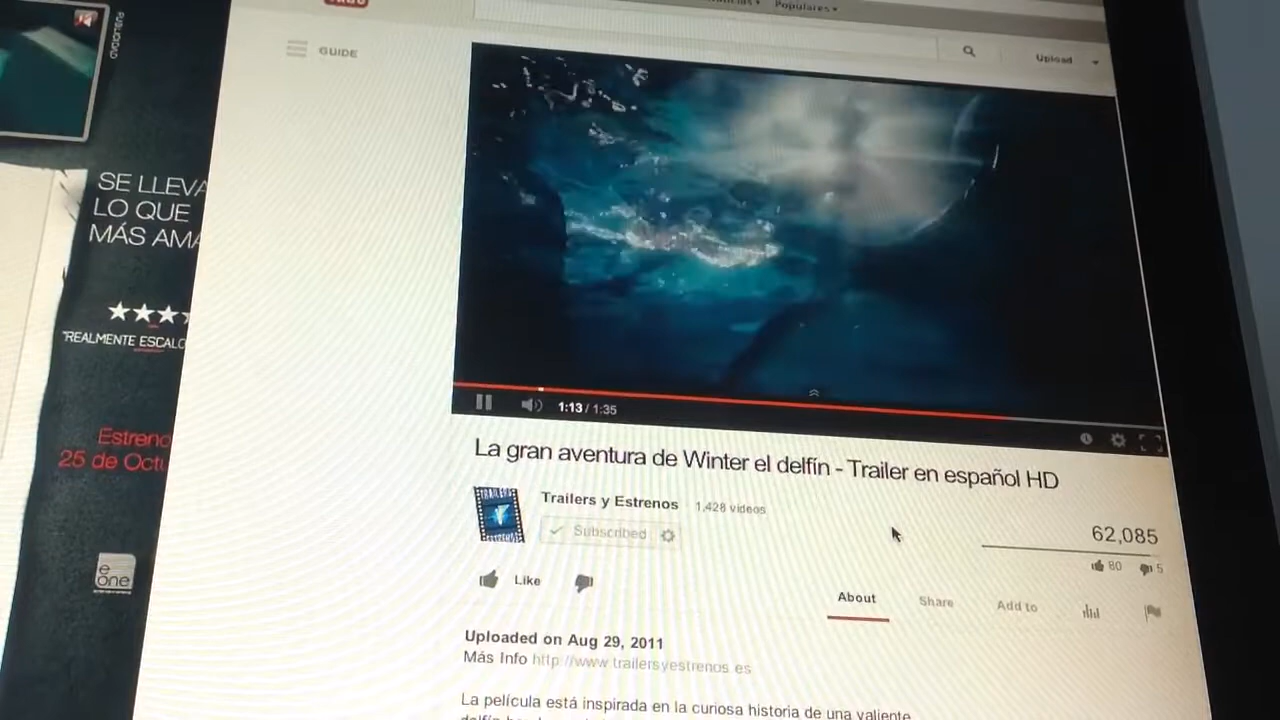 Populares
GUIDE
Upload
PUBLICIDAD
SE LLEVA
LO QUE
MÁS AMA
"REALMENTE ESCALO
Estreno
25 de Octu
e
one
1:13 / 1:35
La gran aventura de Winter el delfín - Trailer en español HD
Trailers y Estrenos · 1,428 videos
Subscribed
62,085
80 5
Like
About Share Add to
Uploaded on Aug 29, 2011
Más Info http://www.trailersyestrenos.es
La película está inspirada en la curiosa historia de una valiente